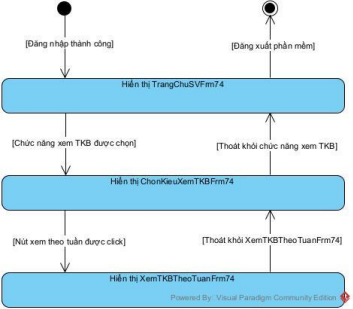 [Đăng nhập thành công]
[Đăng xuất phần mềm]
Hiển thị TrangChuSVFrm74
[Chức năng xem TKB được chọn]
[Thoát khỏi chức năng xem TKB]
Hiển thị ChonKieuXemTKBFrm74
[Nút xem theo tuần được click]
[Thoát khỏi XemTKBTheoTuanFrm74]
Hiển thị XemTKBTheoTuanFrm74
Powered By: Visual Paradigm Community Edition